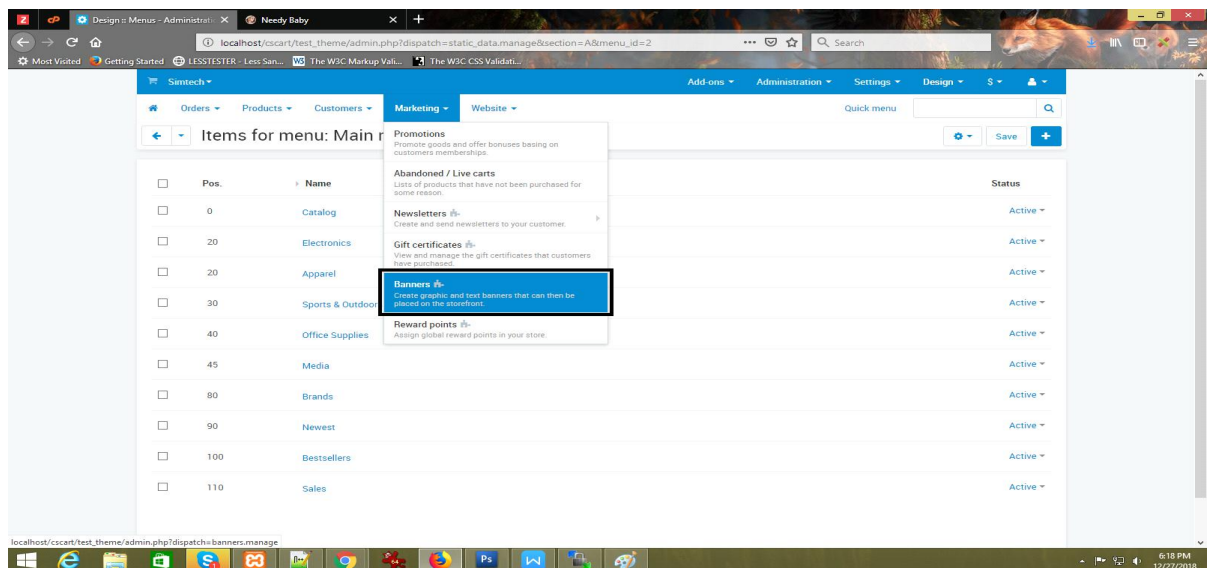 Design :: Menus - Administrati
Needy Baby
localhost/cscart/test_theme/admin.php?dispatch=static_data.manage&section=A&menu_id=2
Search
Most Visited
Getting Started
LESSTESTER - Less San...
The W3C Markup Vali...
The W3C CSS Validati...
Simtech
Add-ons
Administration
Settings
Design
S
Orders
Products
Customers
Marketing
Website
Quick menu
Items for menu: Main
Save
Promotions
Promote goods and offer bonuses basing on
customers memberships.
Abandoned / Live carts
Lists of products that have not been purchased for
some reason.
Newsletters
Create and send newsletters to your customer.
Gift certificates
View and manage the gift certificates that customers
have purchased.
Banners
Create graphic and text banners that can then be
placed on the storefront.
Reward points
Assign global reward points in your store.
Pos. Name Status
0 Catalog Active
20 Electronics Active
20 Apparel Active
30 Sports & Outdoor Active
40 Office Supplies Active
45 Media Active
80 Brands Active
90 Newest Active
100 Bestsellers Active
110 Sales Active
localhost/cscart/test_theme/admin.php?dispatch=banners.manage
Ps
6:18 PM
12/27/2018